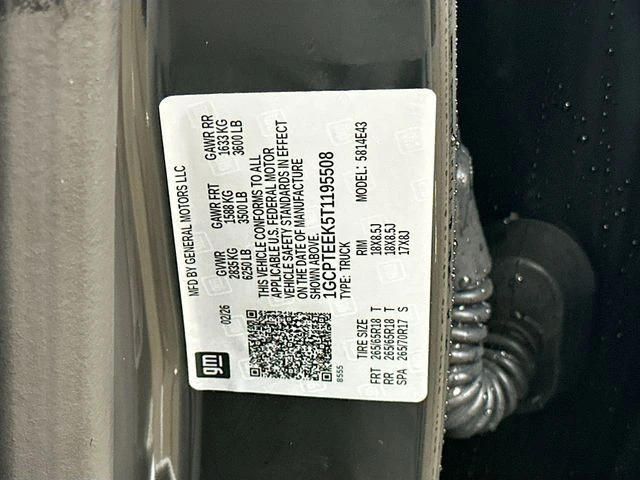 gm
MFD BY GENERAL MOTORS LLC
02/26 GVWR GAWR FRT GAWR RR
2835 KG 1588 KG 1633 KG
6250 LB 3500 LB 3600 LB
THIS VEHICLE CONFORMS TO ALL
APPLICABLE U.S. FEDERAL MOTOR
VEHICLE SAFETY STANDARDS IN EFFECT
ON THE DATE OF MANUFACTURE
SHOWN ABOVE.
1GCPTEEK5T1195508
8555 TYPE: TRUCK MODEL: 5814E43
TIRE SIZE RIM
FRT 265/65R18 T 18X8.5J
RR 265/65R18 T 18X8.5J
SPA 265/70R17 S 17X8J